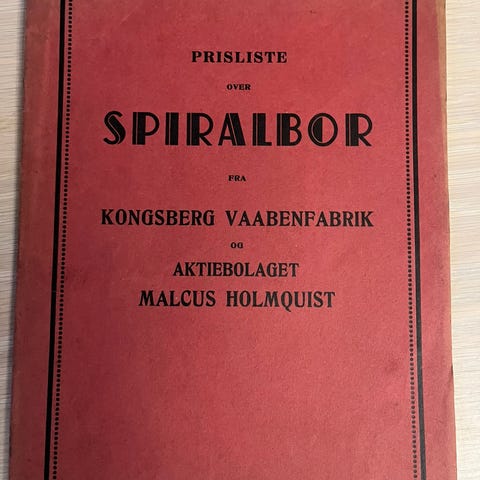 PRISLISTE
OVER
SPIRALBOR
FRA
KONGSBERG VAABENFABRIK
OG
AKTIEBOLAGET
MALCUS HOLMQUIST